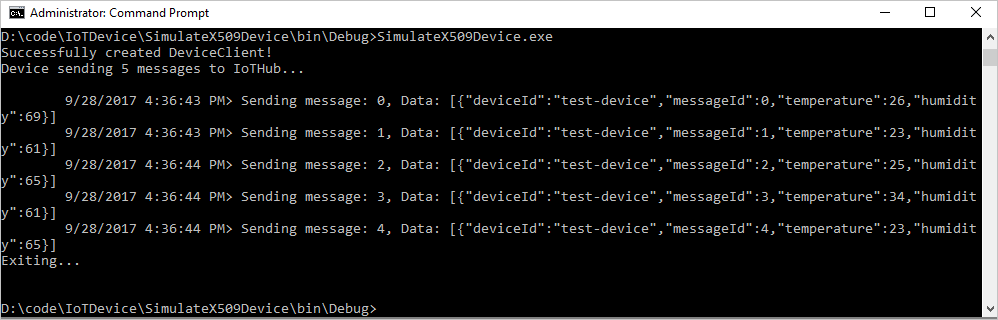 Administrator: Command Prompt
D:\code\IoTDevice\SimulateX509Device\bin\Debug>SimulateX509Device.exe
Successfully created DeviceClient!
Device sending 5 messages to IoTHub...
9/28/2017 4:36:43 PM> Sending message: 0, Data: [{"deviceId":"test-device","messageId":0,"temperature":26,"humidit
y":69}]
9/28/2017 4:36:43 PM> Sending message: 1, Data: [{"deviceId":"test-device","messageId":1,"temperature":23,"humidit
y":61}]
9/28/2017 4:36:44 PM> Sending message: 2, Data: [{"deviceId":"test-device","messageId":2,"temperature":25,"humidit
y":65}]
9/28/2017 4:36:44 PM> Sending message: 3, Data: [{"deviceId":"test-device","messageId":3,"temperature":34,"humidit
y":61}]
9/28/2017 4:36:44 PM> Sending message: 4, Data: [{"deviceId":"test-device","messageId":4,"temperature":23,"humidit
y":65}]
Exiting...
D:\code\IoTDevice\SimulateX509Device\bin\Debug>